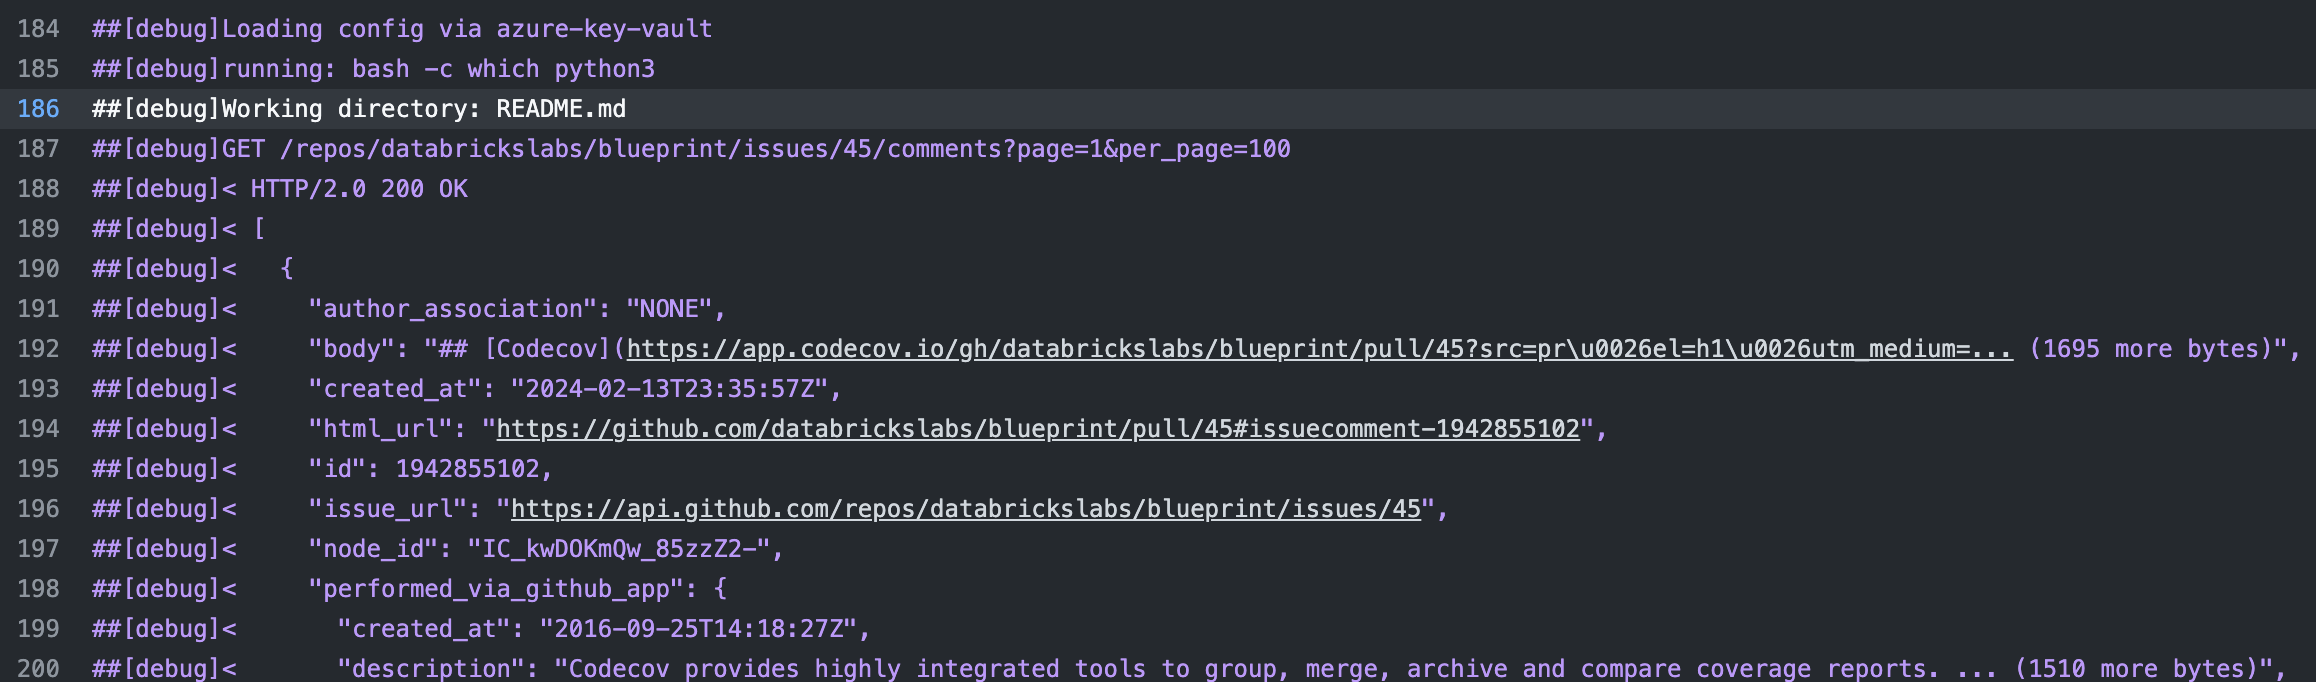 184 ##[debug]Loading config via azure-key-vault
185 ##[debug]running: bash -c which python3
186 ##[debug]Working directory: README.md
187 ##[debug]GET /repos/databrickslabs/blueprint/issues/45/comments?page=1&per_page=100
188 ##[debug]< HTTP/2.0 200 OK
189 ##[debug]< [
190 ##[debug]<   {
191 ##[debug]<     "author_association": "NONE",
192 ##[debug]<     "body": "## [Codecov](https://app.codecov.io/gh/databrickslabs/blueprint/pull/45?src=pr\u0026el=h1\u0026utm_medium=... (1695 more bytes)",
193 ##[debug]<     "created_at": "2024-02-13T23:35:57Z",
194 ##[debug]<     "html_url": "https://github.com/databrickslabs/blueprint/pull/45#issuecomment-1942855102",
195 ##[debug]<     "id": 1942855102,
196 ##[debug]<     "issue_url": "https://api.github.com/repos/databrickslabs/blueprint/issues/45",
197 ##[debug]<     "node_id": "IC_kwDOKmQw_85zzZ2-",
198 ##[debug]<     "performed_via_github_app": {
199 ##[debug]<       "created_at": "2016-09-25T14:18:27Z",
200 ##[debug]<       "description": "Codecov provides highly integrated tools to group, merge, archive and compare coverage reports. ... (1510 more bytes)",